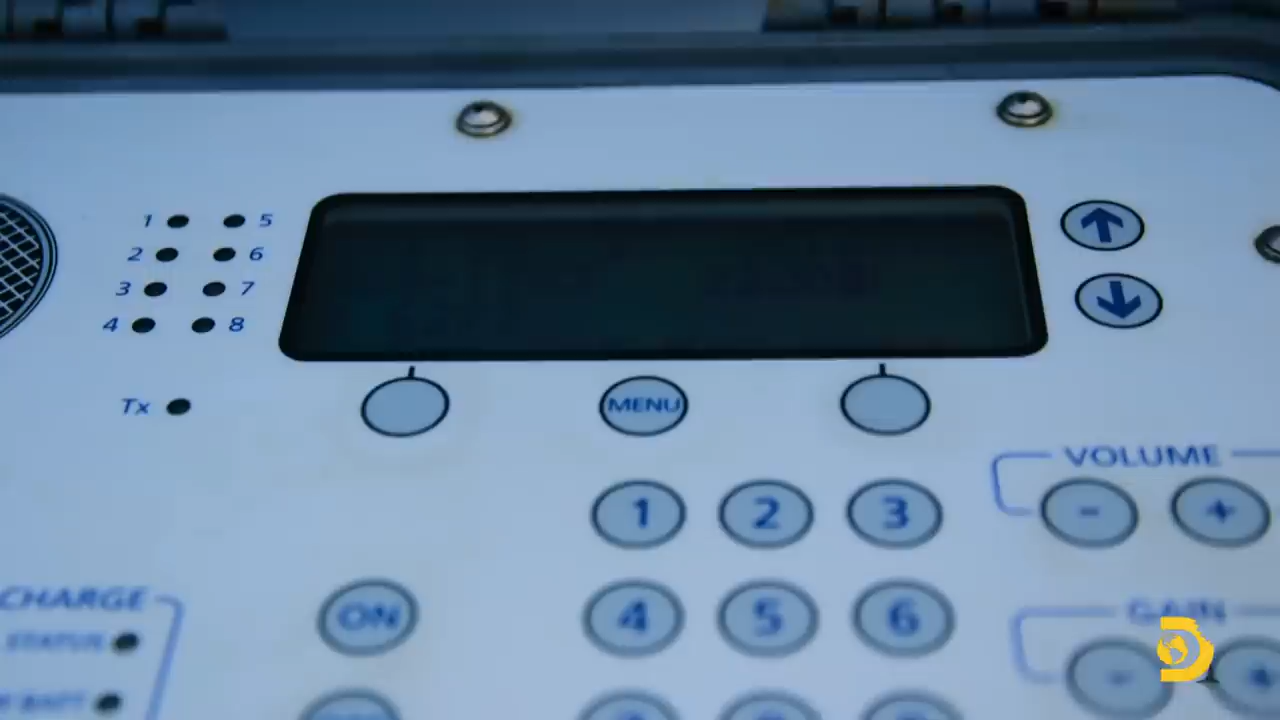 1 5
2 6
3 7
4 8
Tx
MENU
VOLUME
- +
1 2 3
CHARGE
STATUS
ON
4 5 6
GAIN
- +
BATT